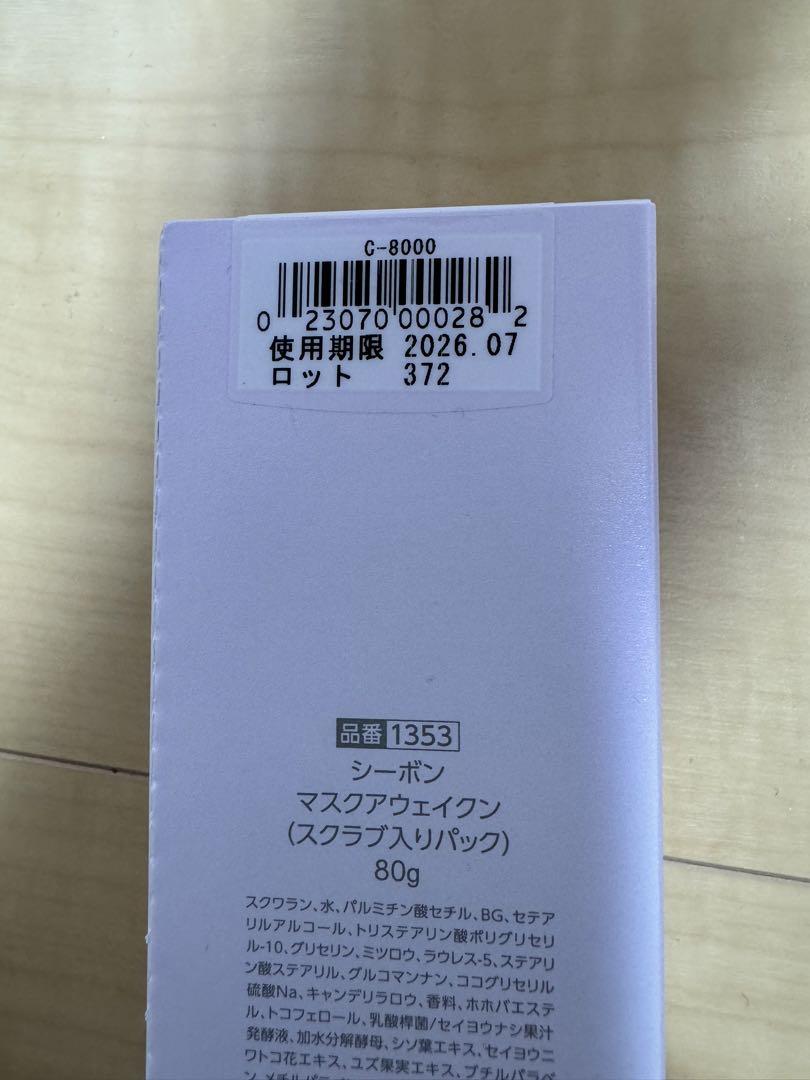 C-8000
0 23070 00028 2
使用期限 2026.07
ロット 372
品番 1353
シーボン
マスクアウェイクン
(スクラブ入りパック)
80g
スクワラン、水、パルミチン酸セチル、BG、セテア
リルアルコール、トリステアリン酸ポリグリセリ
ル-10、グリセリン、ミツロウ、ラウレス-5、ステアリ
ン酸ステアリル、グルコマンナン、ココグリセリル
硫酸Na、キャンデリラロウ、香料、ホホバエステ
ル、トコフェロール、乳酸桿菌/セイヨウナシ果汁
発酵液、加水分解酵母、シソ葉エキス、セイヨウニ
ワトコ花エキス、ユズ果実エキス、ブチルパラベ
ン、メチルパラ